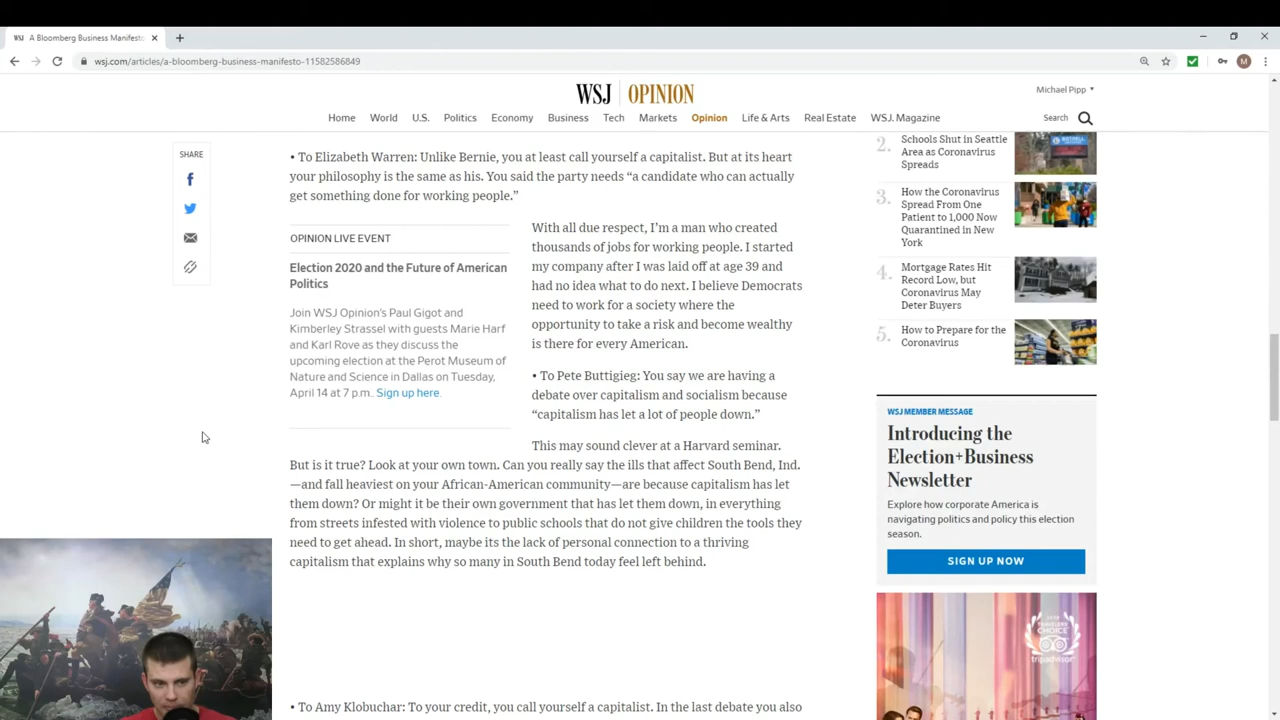 WSJ A Bloomberg Business Manifesto
wsj.com/articles/a-bloomberg-business-manifesto-11582586849
M
WSJ OPINION
Michael Pipp
Home World U.S. Politics Economy Business Tech Markets Opinion Life & Arts Real Estate WSJ. Magazine
Search
SHARE
• To Elizabeth Warren: Unlike Bernie, you at least call yourself a capitalist. But at its heart
your philosophy is the same as his. You said the party needs “a candidate who can actually
get something done for working people.”
OPINION LIVE EVENT
Election 2020 and the Future of American
Politics
Join WSJ Opinion's Paul Gigot and
Kimberley Strassel with guests Marie Harf
and Karl Rove as they discuss the
upcoming election at the Perot Museum of
Nature and Science in Dallas on Tuesday,
April 14 at 7 p.m.. Sign up here.
With all due respect, I’m a man who created
thousands of jobs for working people. I started
my company after I was laid off at age 39 and
had no idea what to do next. I believe Democrats
need to work for a society where the
opportunity to take a risk and become wealthy
is there for every American.
• To Pete Buttigieg: You say we are having a
debate over capitalism and socialism because
“capitalism has let a lot of people down.”
This may sound clever at a Harvard seminar.
But is it true? Look at your own town. Can you really say the ills that affect South Bend, Ind.
—and fall heaviest on your African-American community—are because capitalism has let
them down? Or might it be their own government that has let them down, in everything
from streets infested with violence to public schools that do not give children the tools they
need to get ahead. In short, maybe its the lack of personal connection to a thriving
capitalism that explains why so many in South Bend today feel left behind.
• To Amy Klobuchar: To your credit, you call yourself a capitalist. In the last debate you also
2. Schools Shut in Seattle
Area as Coronavirus
Spreads
3. How the Coronavirus
Spread From One
Patient to 1,000 Now
Quarantined in New
York
4. Mortgage Rates Hit
Record Low, but
Coronavirus May
Deter Buyers
5. How to Prepare for the
Coronavirus
WSJ MEMBER MESSAGE
Introducing the
Election+Business
Newsletter
Explore how corporate America is
navigating politics and policy this election
season.
SIGN UP NOW
TRAVELERS'
CHOICE
tripadvisor